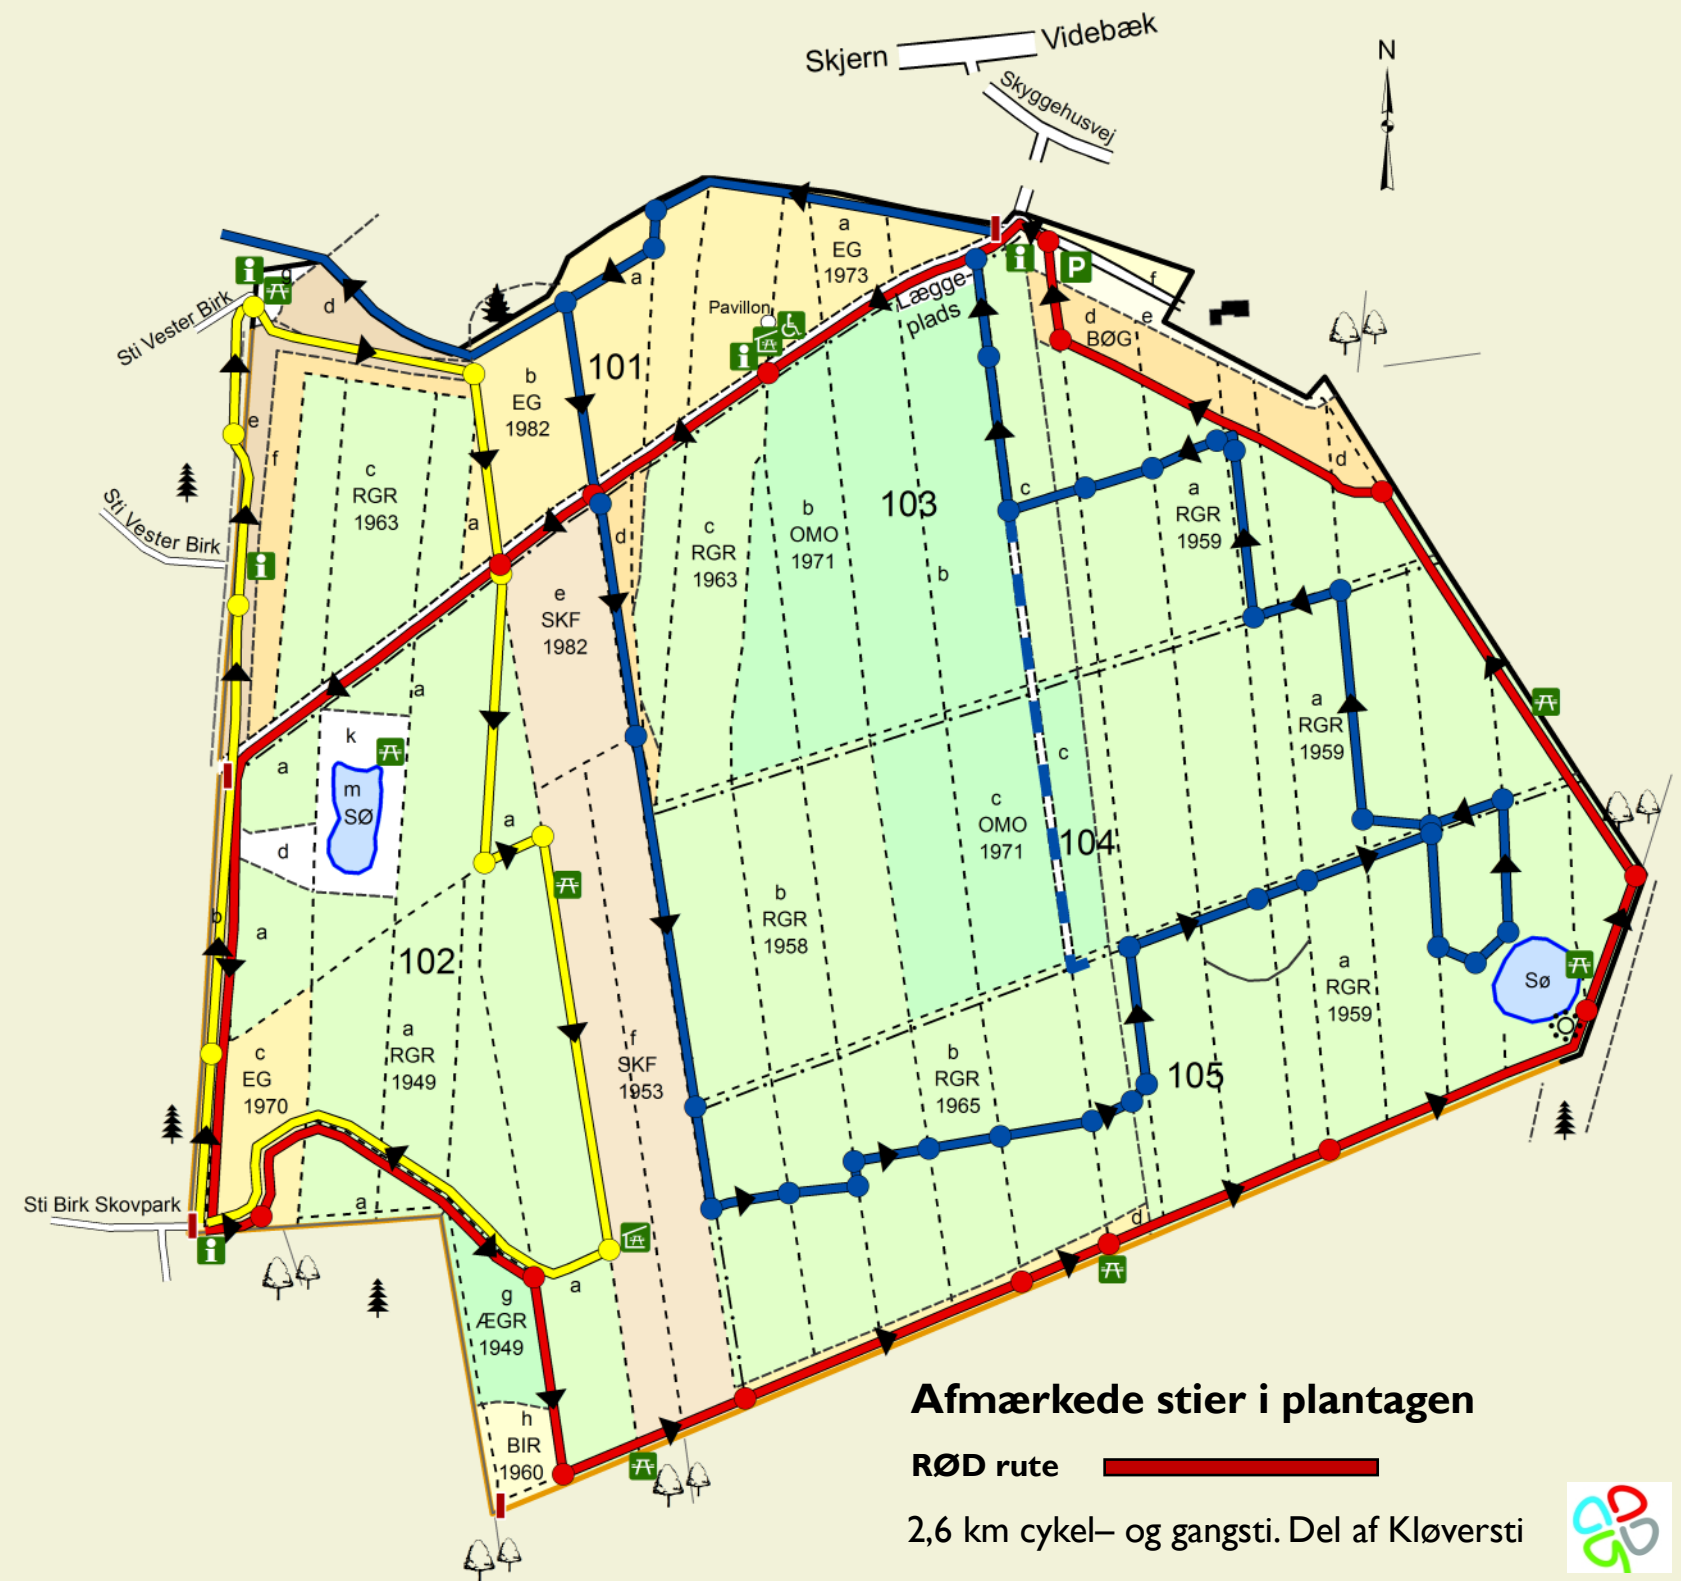 Skjern
Videbæk
Skyggehusvej
N
Sti Vester Birk
g
d
a
EG
1973
a
f
Lægge-
plads
Pavillon
P
d
BØG
e
101
b
EG
1982
e
f
c
RGR
1963
a
Sti Vester Birk
d
103
c
RGR
1963
b
OMO
1971
b
c
a
RGR
1959
d
e
SKF
1982
a
k
a
m
SØ
d
a
a
RGR
1959
c
c
OMO
1971
104
a
b
a
102
b
RGR
1958
a
RGR
1959
Sø
c
EG
1970
a
RGR
1949
f
SKF
1953
b
RGR
1965
105
Sti Birk Skovpark
a
d
a
g
ÆGR
1949
h
BIR
1960
Afmærkede stier i plantagen
RØD rute
2,6 km cykel– og gangsti. Del af Kløversti